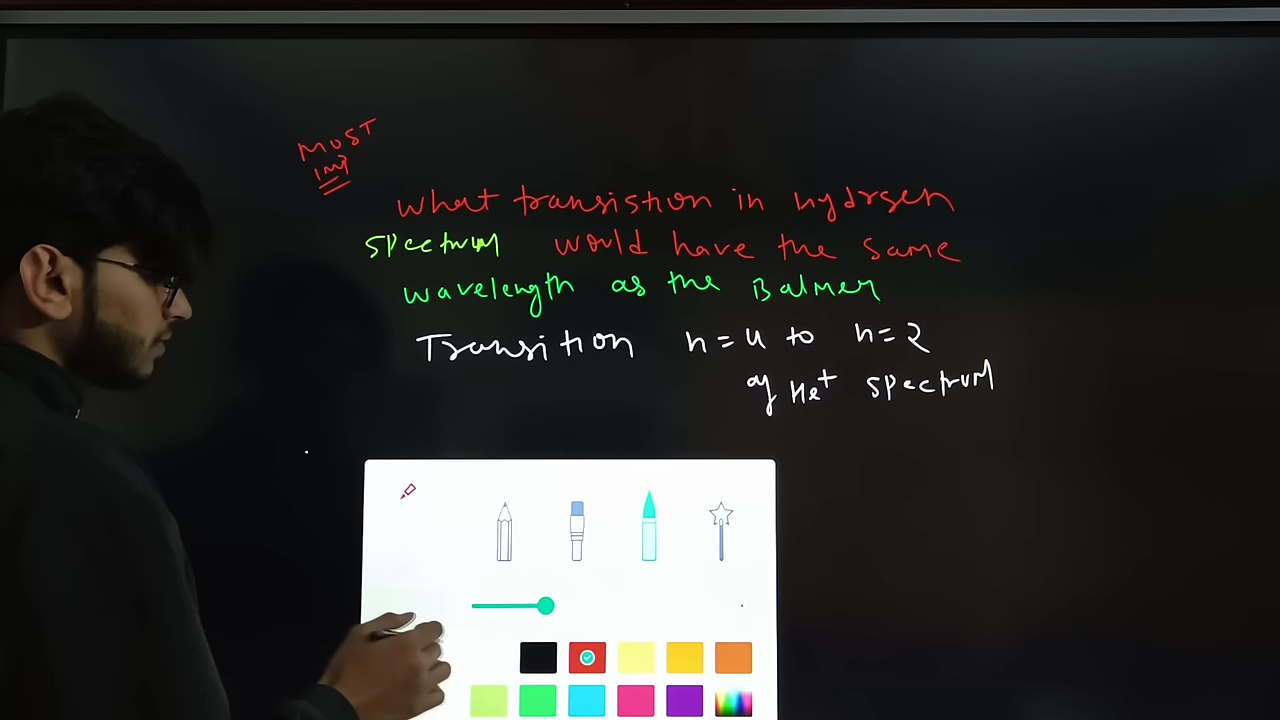 MOST
imp
what transistion in hydrgen
spectrum would have the same
wavelength as the Balmer
Transition n=4 to n=2
of He+ spectrum